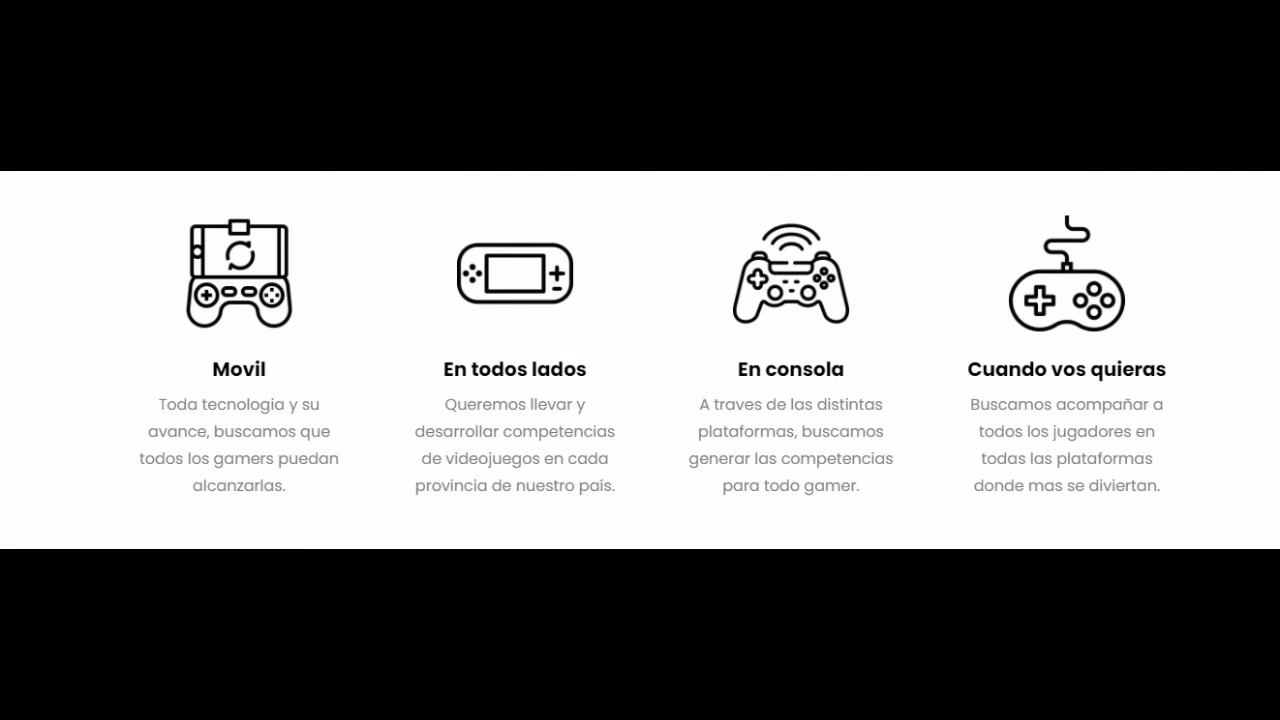 Movil
Toda tecnologia y su
avance, buscamos que
todos los gamers puedan
alcanzarlas.
En todos lados
Queremos llevar y
desarrollar competencias
de videojuegos en cada
provincia de nuestro país.
En consola
A traves de las distintas
plataformas, buscamos
generar las competencias
para todo gamer.
Cuando vos quieras
Buscamos acompañar a
todos los jugadores en
todas las plataformas
donde mas se diviertan.